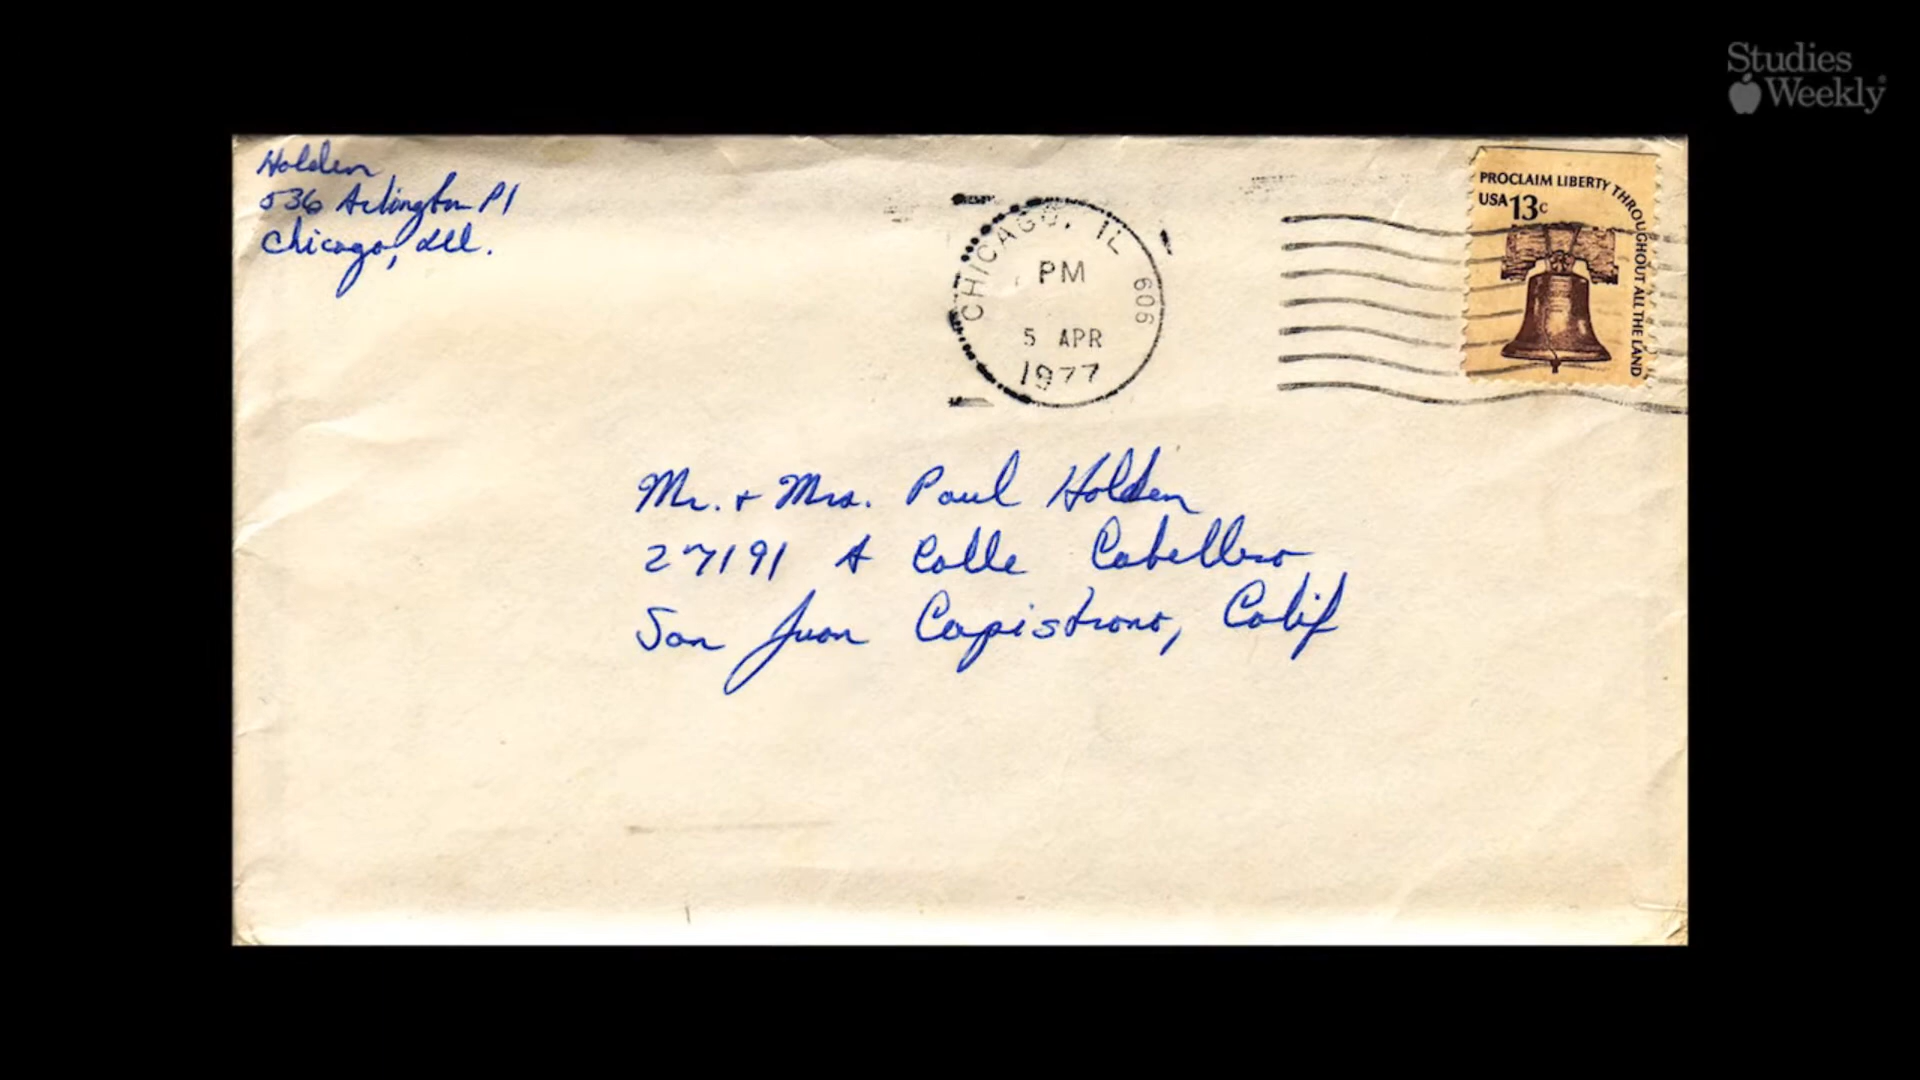 Studies
Weekly
Holden
536 Arlington Pl
Chicago, Ill.
CHICAGO, IL 606
PM
5 APR
1977
PROCLAIM LIBERTY THROUGHOUT ALL THE LAND
USA 13c
Mr. + Mrs. Paul Holden
27191 A Calle Caballero
San Juan Capistrano, Calif